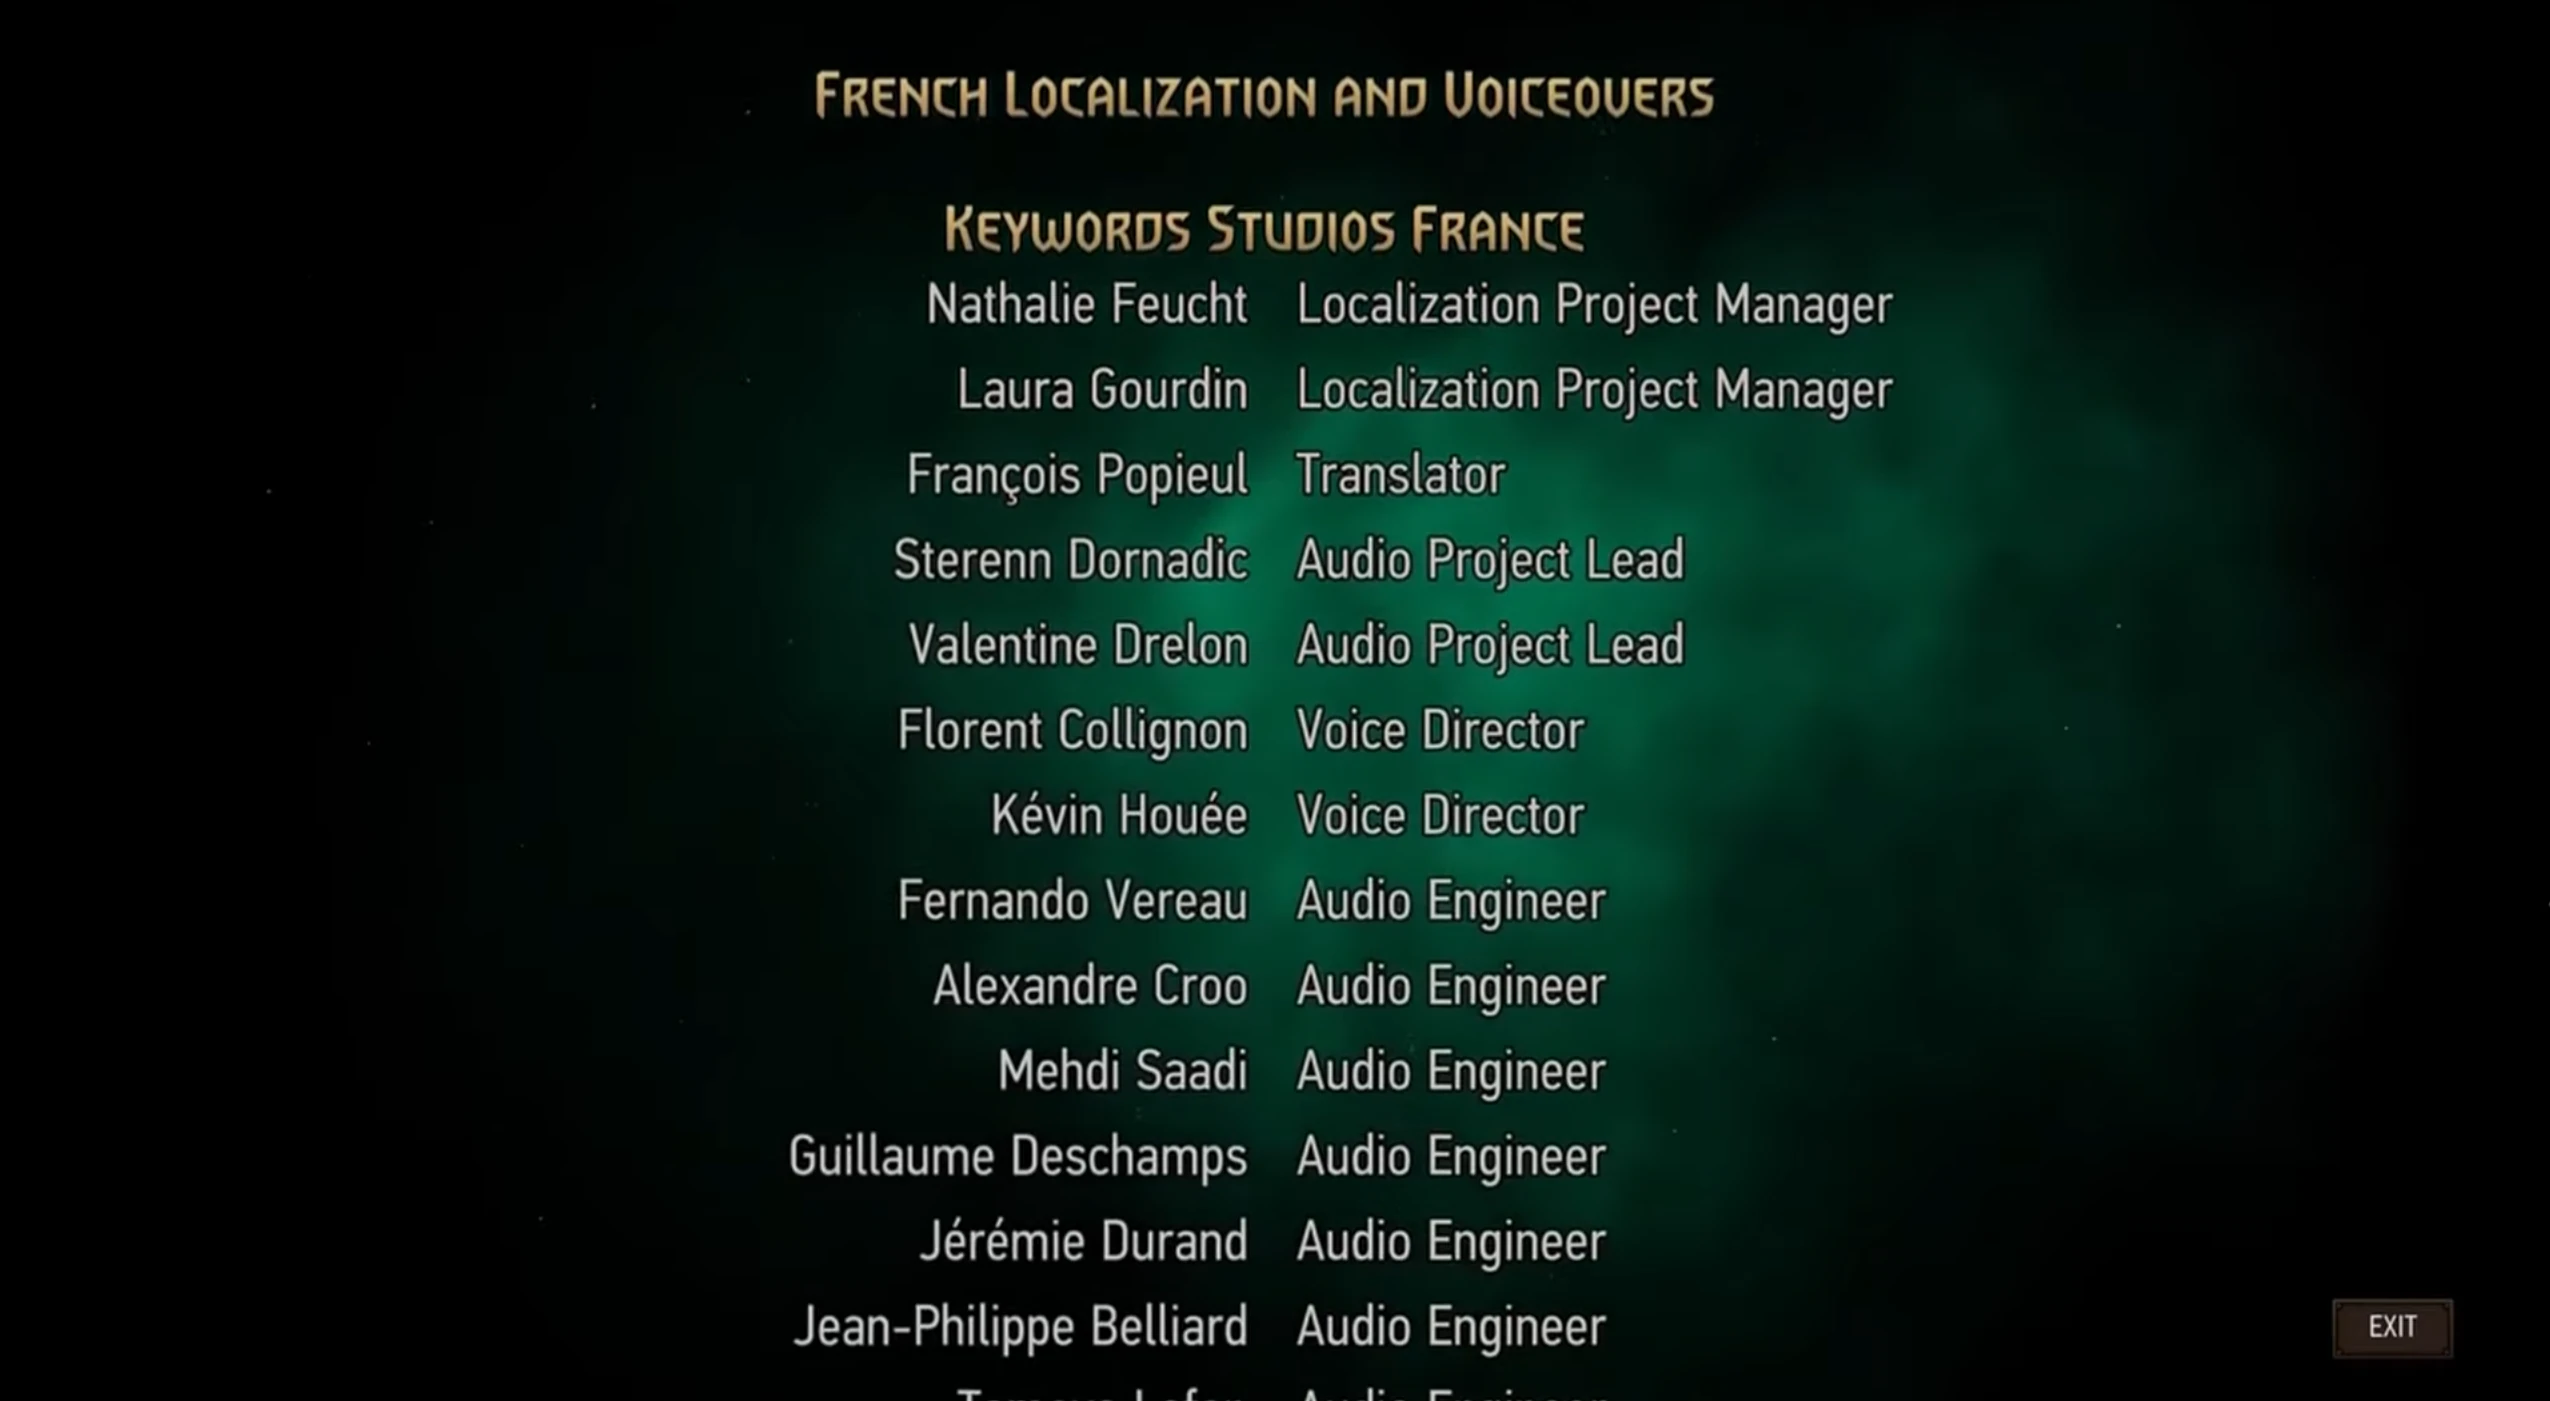 French Localization and Voiceovers
Keywords Studios France
Nathalie Feucht Localization Project Manager
Laura Gourdin Localization Project Manager
François Popieul Translator
Sterenn Dornadic Audio Project Lead
Valentine Drelon Audio Project Lead
Florent Collignon Voice Director
Kévin Houée Voice Director
Fernando Vereau Audio Engineer
Alexandre Croo Audio Engineer
Mehdi Saadi Audio Engineer
Guillaume Deschamps Audio Engineer
Jérémie Durand Audio Engineer
Jean-Philippe Belliard Audio Engineer
EXIT
Audio Engineer